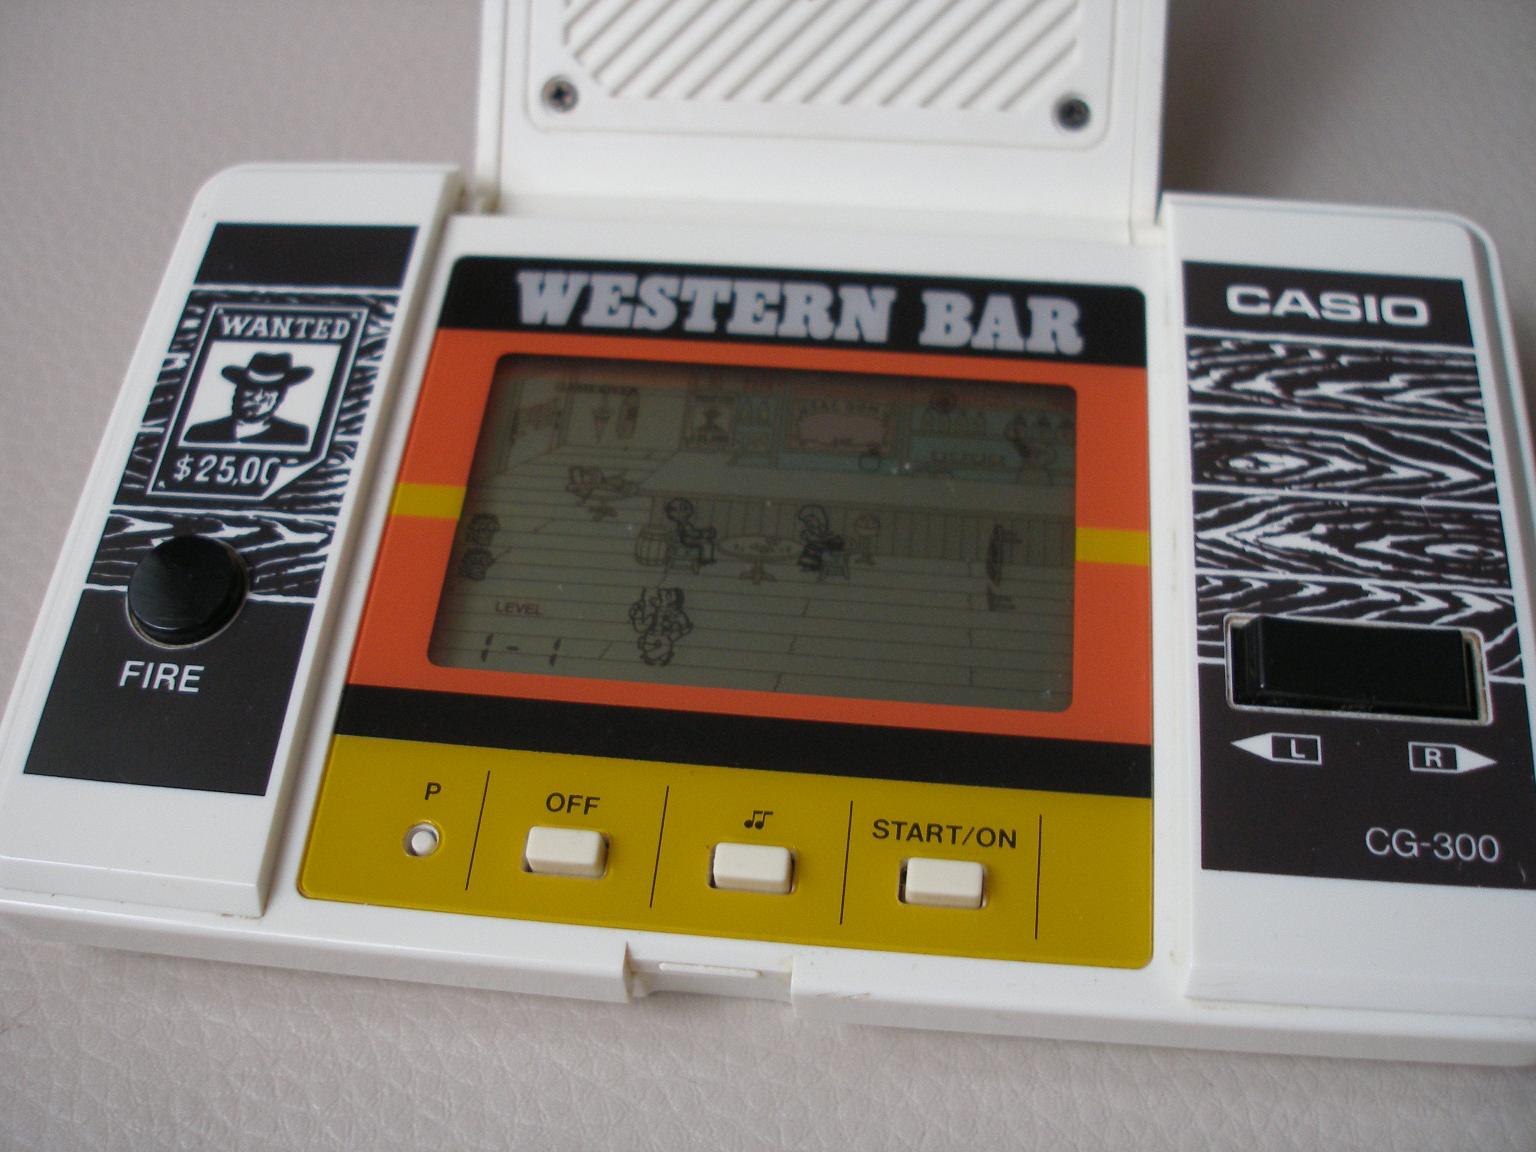 WESTERN BAR
CASIO
WANTED
$25,00
LEVEL
1-1
FIRE
L
R
P
OFF
START/ON
CG-300